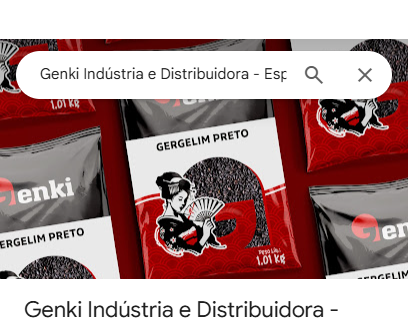 Genki Indústria e Distribuidora - Esp
1,01 Kg
GERGELIM PRETO
enki
GERGELIM PRETO
PESO LÍQ.:
1,01 Kg
Genki Indústria e Distribuidora -